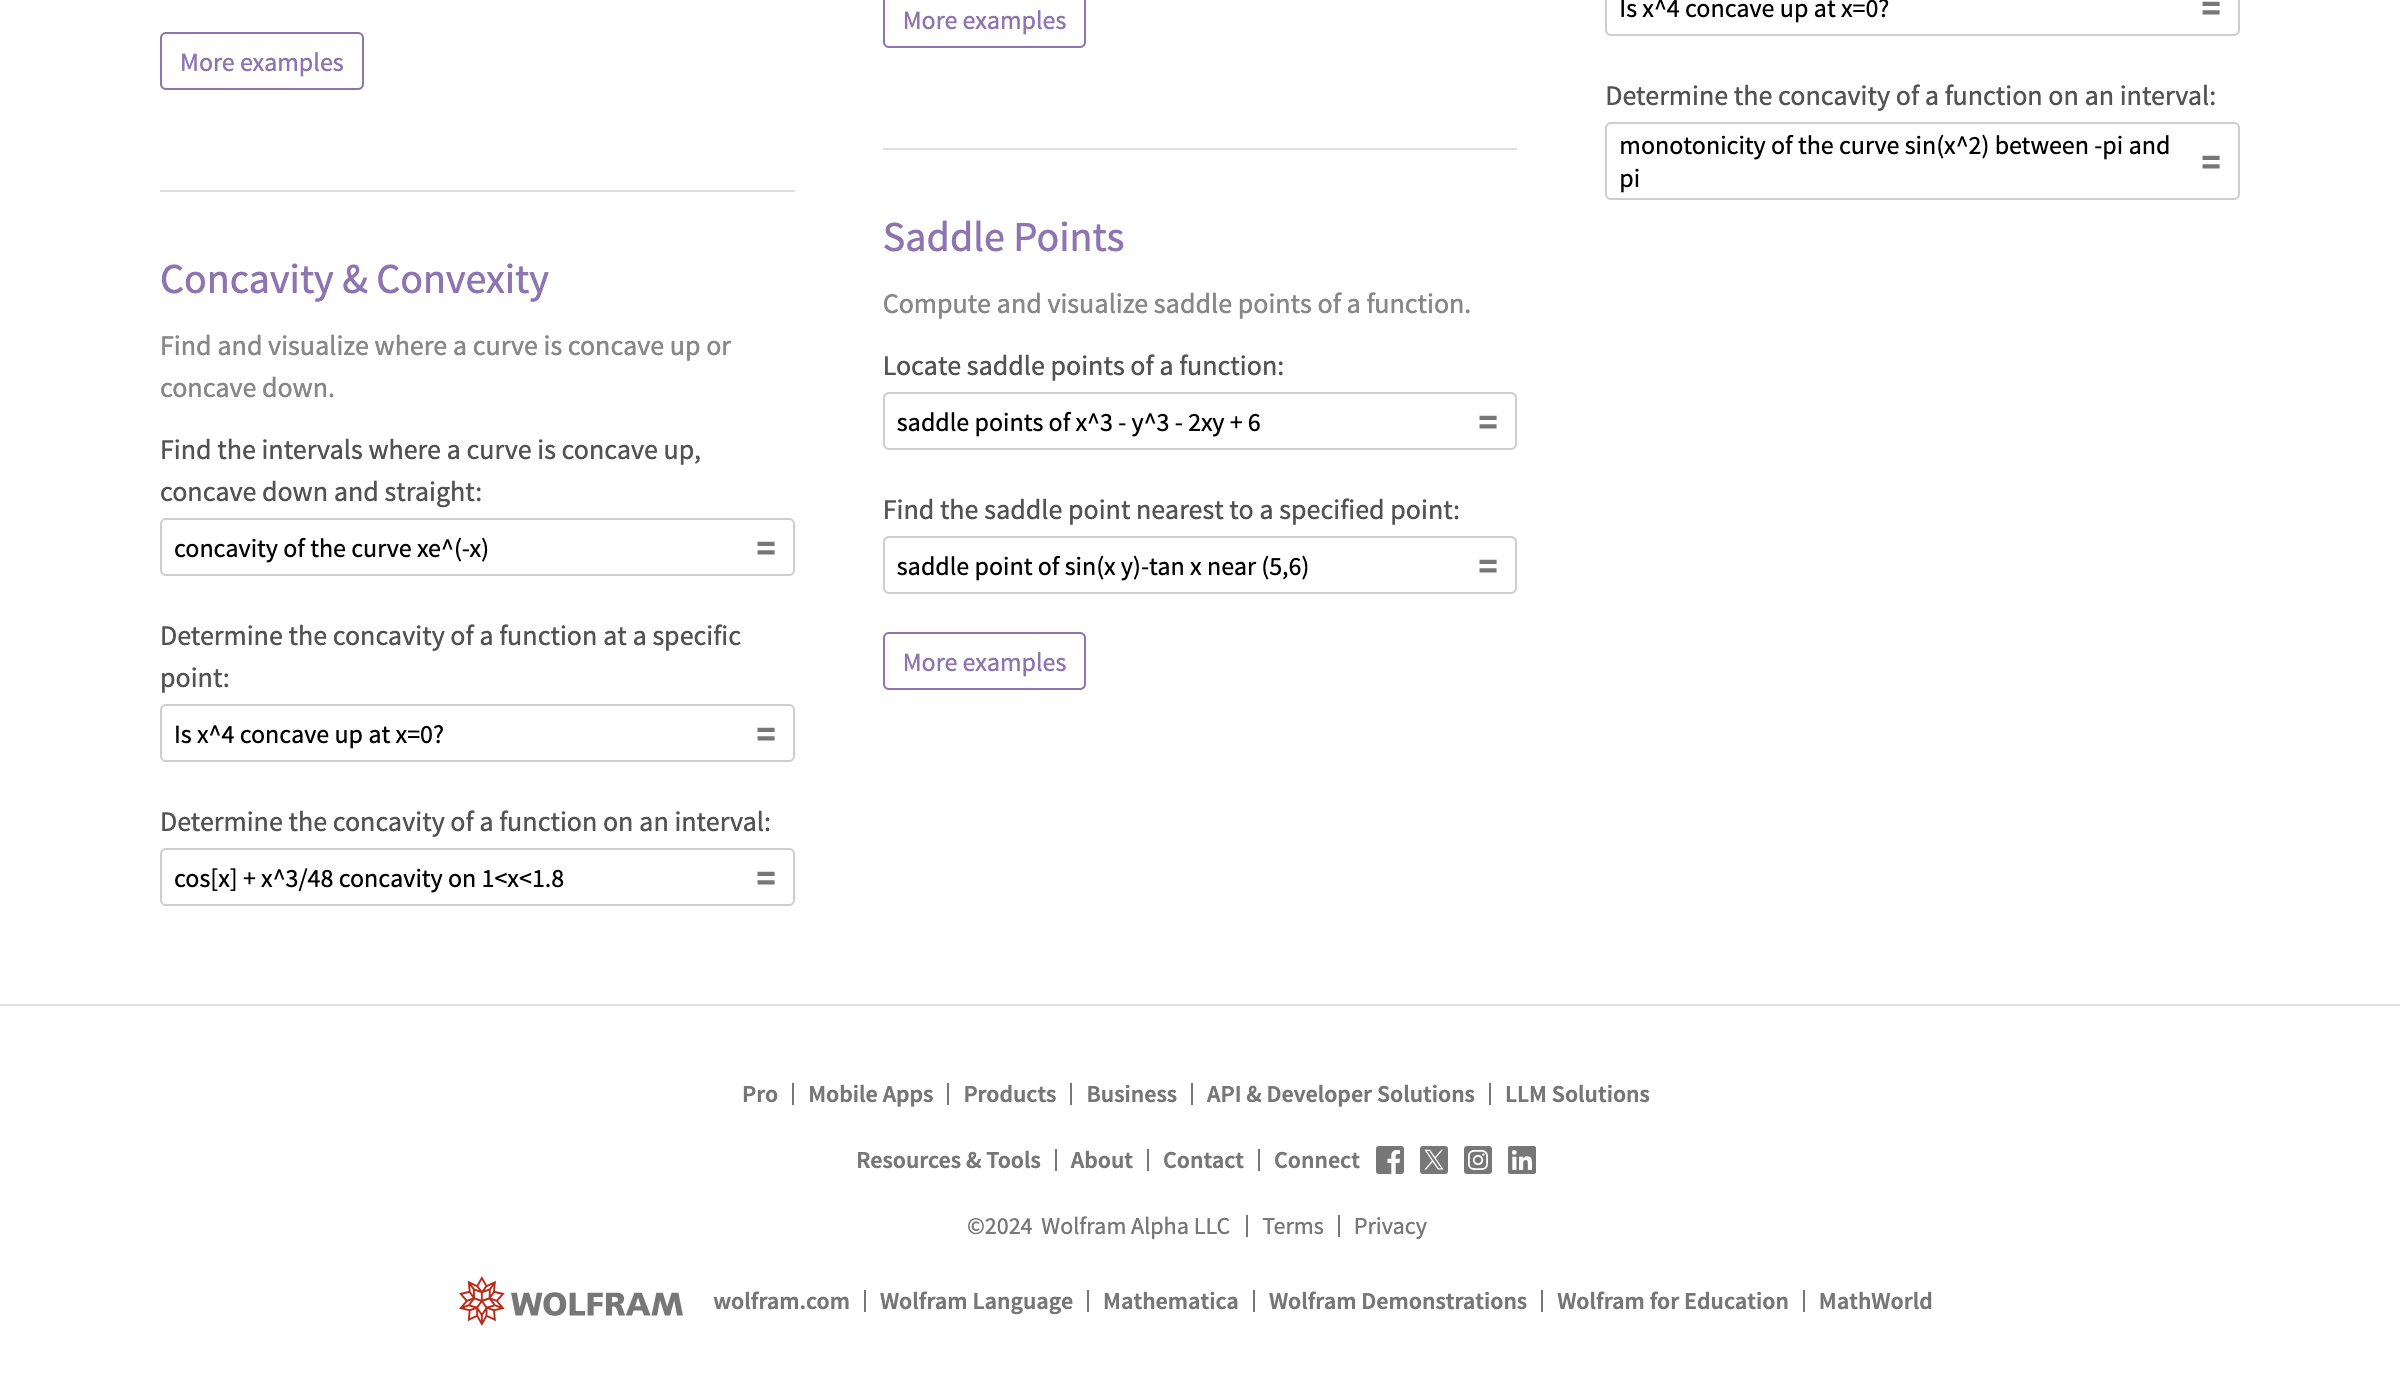 More examples
Concavity & Convexity
Find and visualize where a curve is concave up or
concave down.
Find the intervals where a curve is concave up,
concave down and straight:
concavity of the curve xe^(-x)
=
Determine the concavity of a function at a specific
point:
Is x^4 concave up at x=0?
=
Determine the concavity of a function on an interval:
cos[x] + x^3/48 concavity on 1<x<1.8
=
More examples
Saddle Points
Compute and visualize saddle points of a function.
Locate saddle points of a function:
saddle points of x^3 - y^3 - 2xy + 6
=
Find the saddle point nearest to a specified point:
saddle point of sin(x y)-tan x near (5,6)
=
More examples
Is x^4 concave up at x=0?
=
Determine the concavity of a function on an interval:
monotonicity of the curve sin(x^2) between -pi and
pi
=
Pro | Mobile Apps | Products | Business | API & Developer Solutions | LLM Solutions
Resources & Tools | About | Contact | Connect
©2024 Wolfram Alpha LLC | Terms | Privacy
WOLFRAM wolfram.com | Wolfram Language | Mathematica | Wolfram Demonstrations | Wolfram for Education | MathWorld